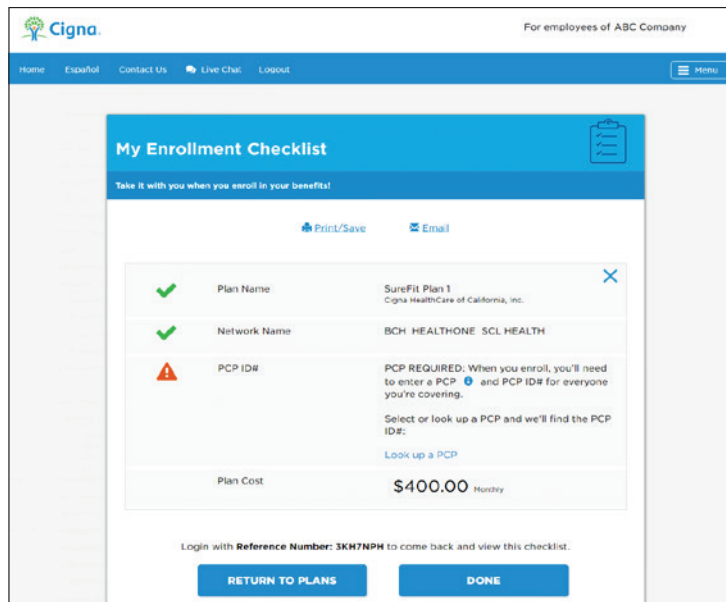 Cigna.
For employees of ABC Company
Home Español Contact Us Live Chat Logout Menu
My Enrollment Checklist
Take it with you when you enroll in your benefits!
Print/Save Email
Plan Name SureFit Plan 1
Cigna HealthCare of California, Inc.
Network Name BCH HEALTHONE SCL HEALTH
PCP ID# PCP REQUIRED: When you enroll, you'll need
to enter a PCP and PCP ID# for everyone
you're covering.
Select or look up a PCP and we'll find the PCP
ID#:
Look up a PCP
Plan Cost $400.00 Monthly
Login with Reference Number: 3KH7NPH to come back and view this checklist.
RETURN TO PLANS DONE